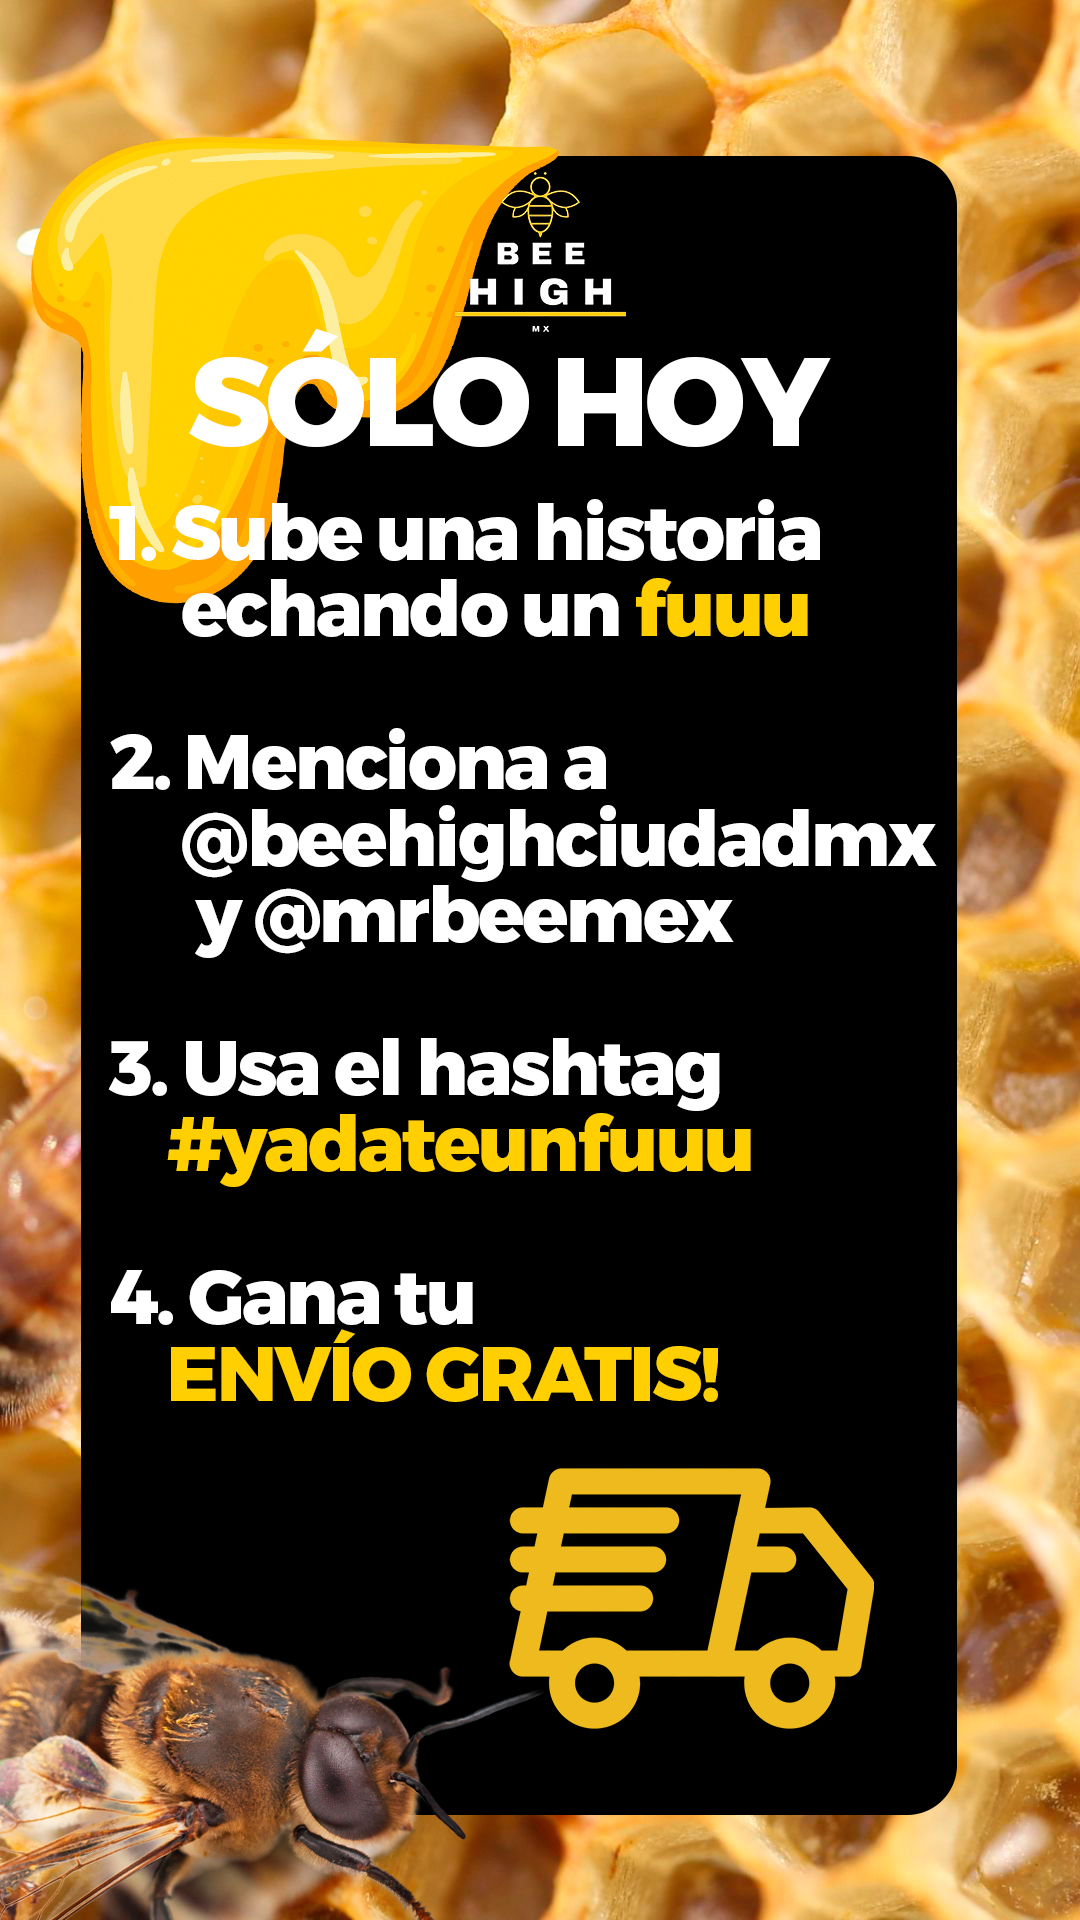 BEE
HIGH
MX
SÓLO HOY
1. Sube una historia
echando un fuuu
2. Menciona a
@beehighciudadmx
y @mrbeemex
3. Usa el hashtag
#yadateunfuuu
4. Gana tu
ENVÍO GRATIS!